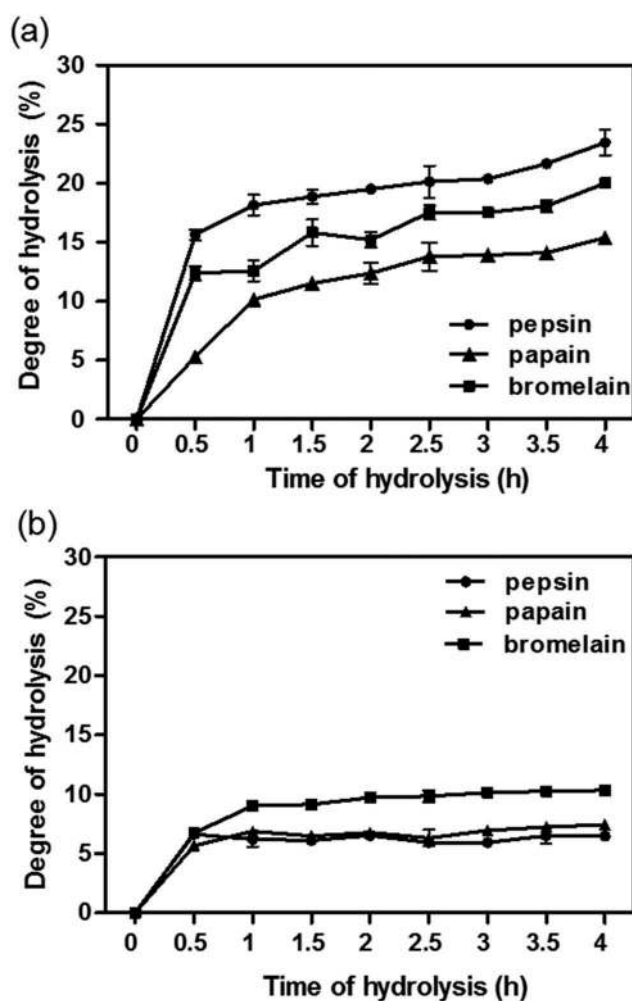 (a)
Degree of hydrolysis (%)
30
25
20
15
10
5
0
pepsin
papain
bromelain
0 0.5 1 1.5 2 2.5 3 3.5 4
Time of hydrolysis (h)
(b)
Degree of hydrolysis (%)
30
25
20
15
10
5
0
pepsin
papain
bromelain
0 0.5 1 1.5 2 2.5 3 3.5 4
Time of hydrolysis (h)